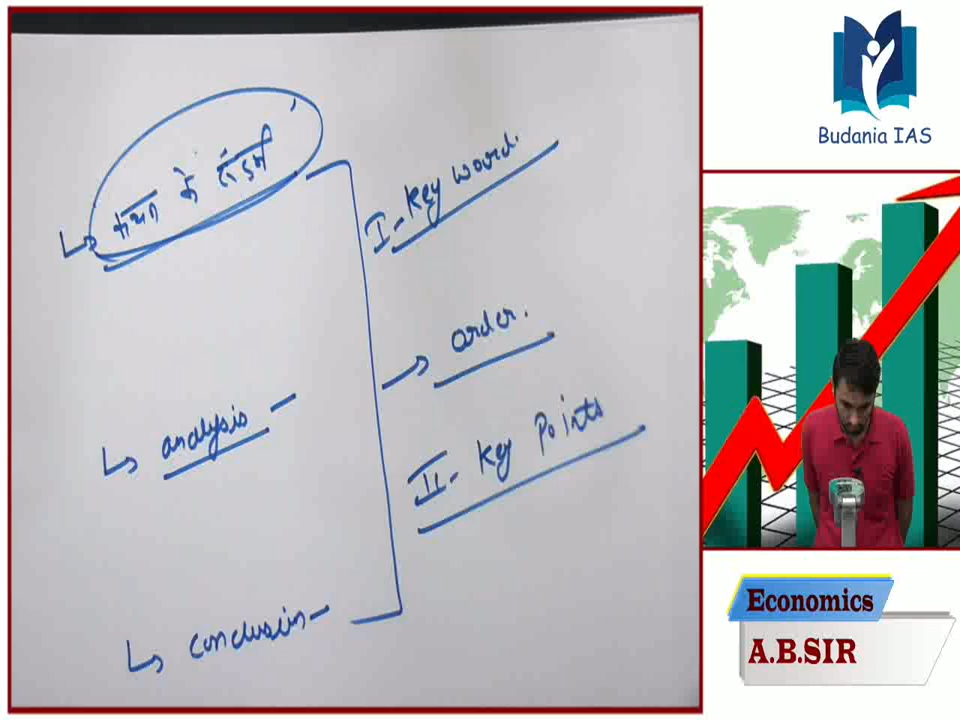 ↳ कथन के संदर्भ
I - key word.
→ order.
↳ analysis -
II - key Points
↳ conclusion -
Budania IAS
Economics
A.B.SIR